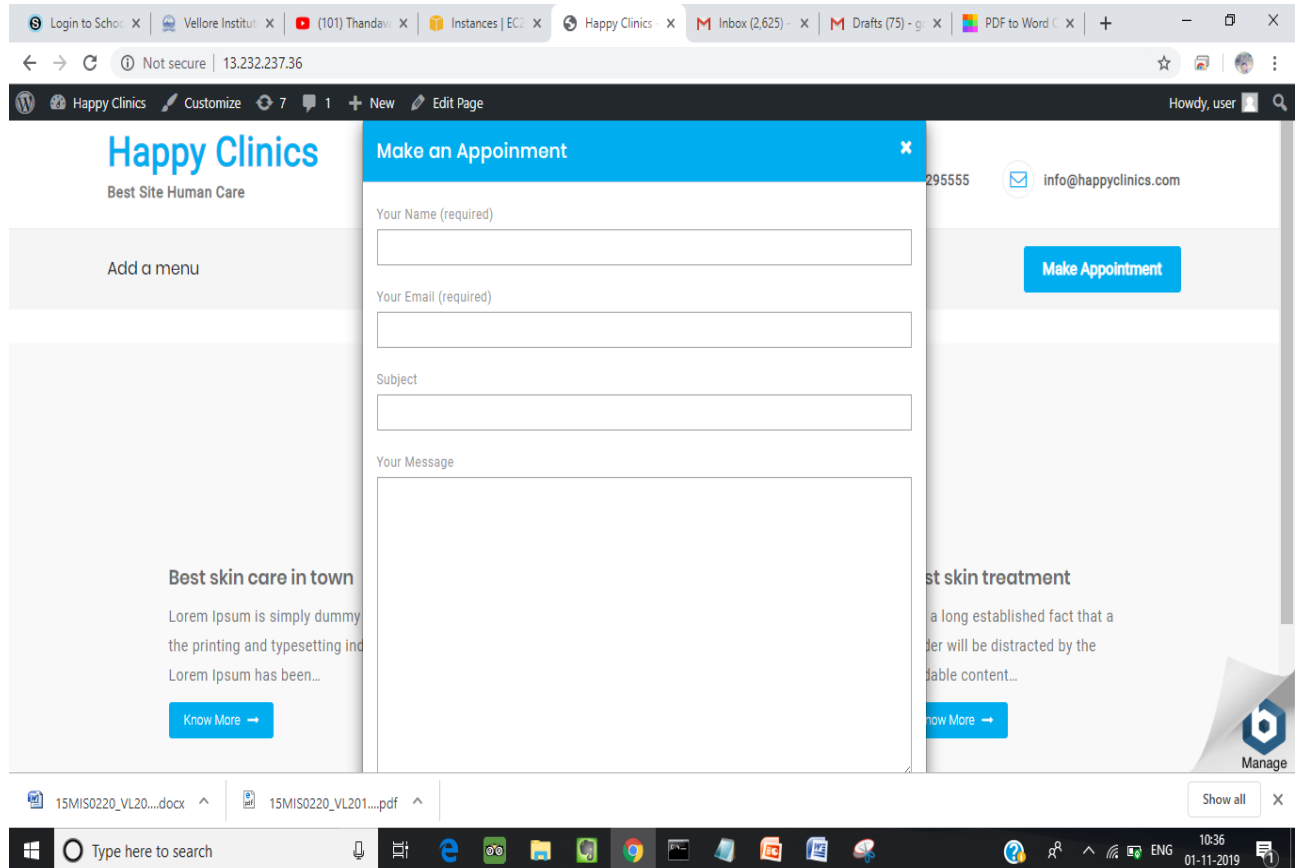 Login to Schoo
Vellore Institut
(101) Thandav
Instances | EC2
Happy Clinics -
Inbox (2,625) -
Drafts (75) - g
PDF to Word C
Not secure | 13.232.237.36
Happy Clinics
Customize
7
1
+ New
Edit Page
Howdy, user
Happy Clinics
Best Site Human Care
295555
info@happyclinics.com
Add a menu
Make Appointment
Make an Appoinment
Your Name (required)
Your Email (required)
Subject
Your Message
Best skin care in town
Lorem Ipsum is simply dummy
the printing and typesetting ind
Lorem Ipsum has been…
Know More
st skin treatment
a long established fact that a
der will be distracted by the
dable content…
now More
Manage
15MIS0220_VL20....docx
15MIS0220_VL201....pdf
Show all
Type here to search
ENG
10:36
01-11-2019